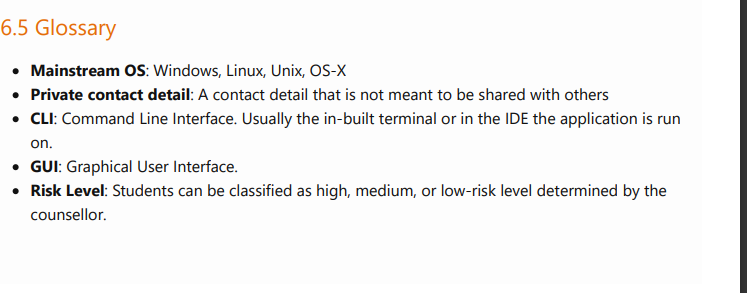 6.5 Glossary
• Mainstream OS: Windows, Linux, Unix, OS-X
• Private contact detail: A contact detail that is not meant to be shared with others
• CLI: Command Line Interface. Usually the in-built terminal or in the IDE the application is run
on.
• GUI: Graphical User Interface.
• Risk Level: Students can be classified as high, medium, or low-risk level determined by the
counsellor.